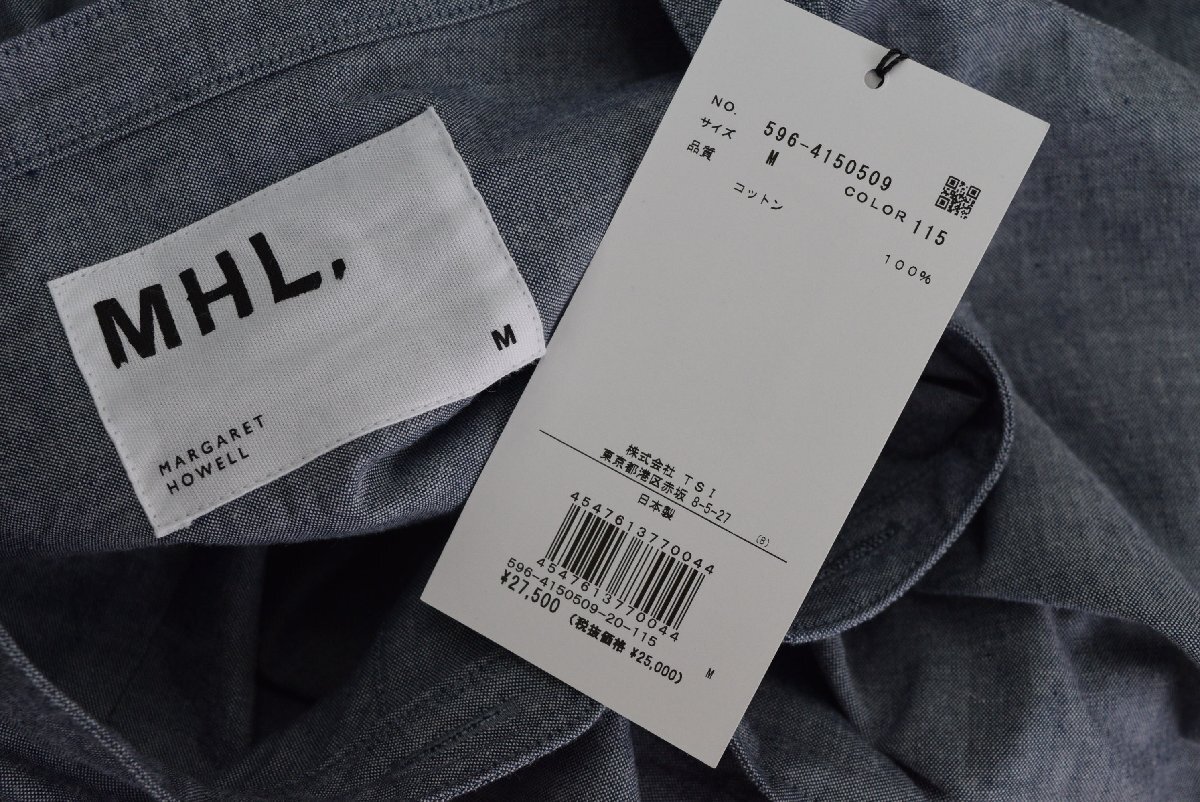 MHL.
M
MARGARET
HOWELL
NO. 596-4150509
サイズ M COLOR 115
品質
コットン 100%
株式会社 TSI
東京都港区赤坂 8-5-27
日本製 (8)
4547613770044
4547613770044
596-4150509-20-115
¥27,500 (税抜価格 ¥25,000) M